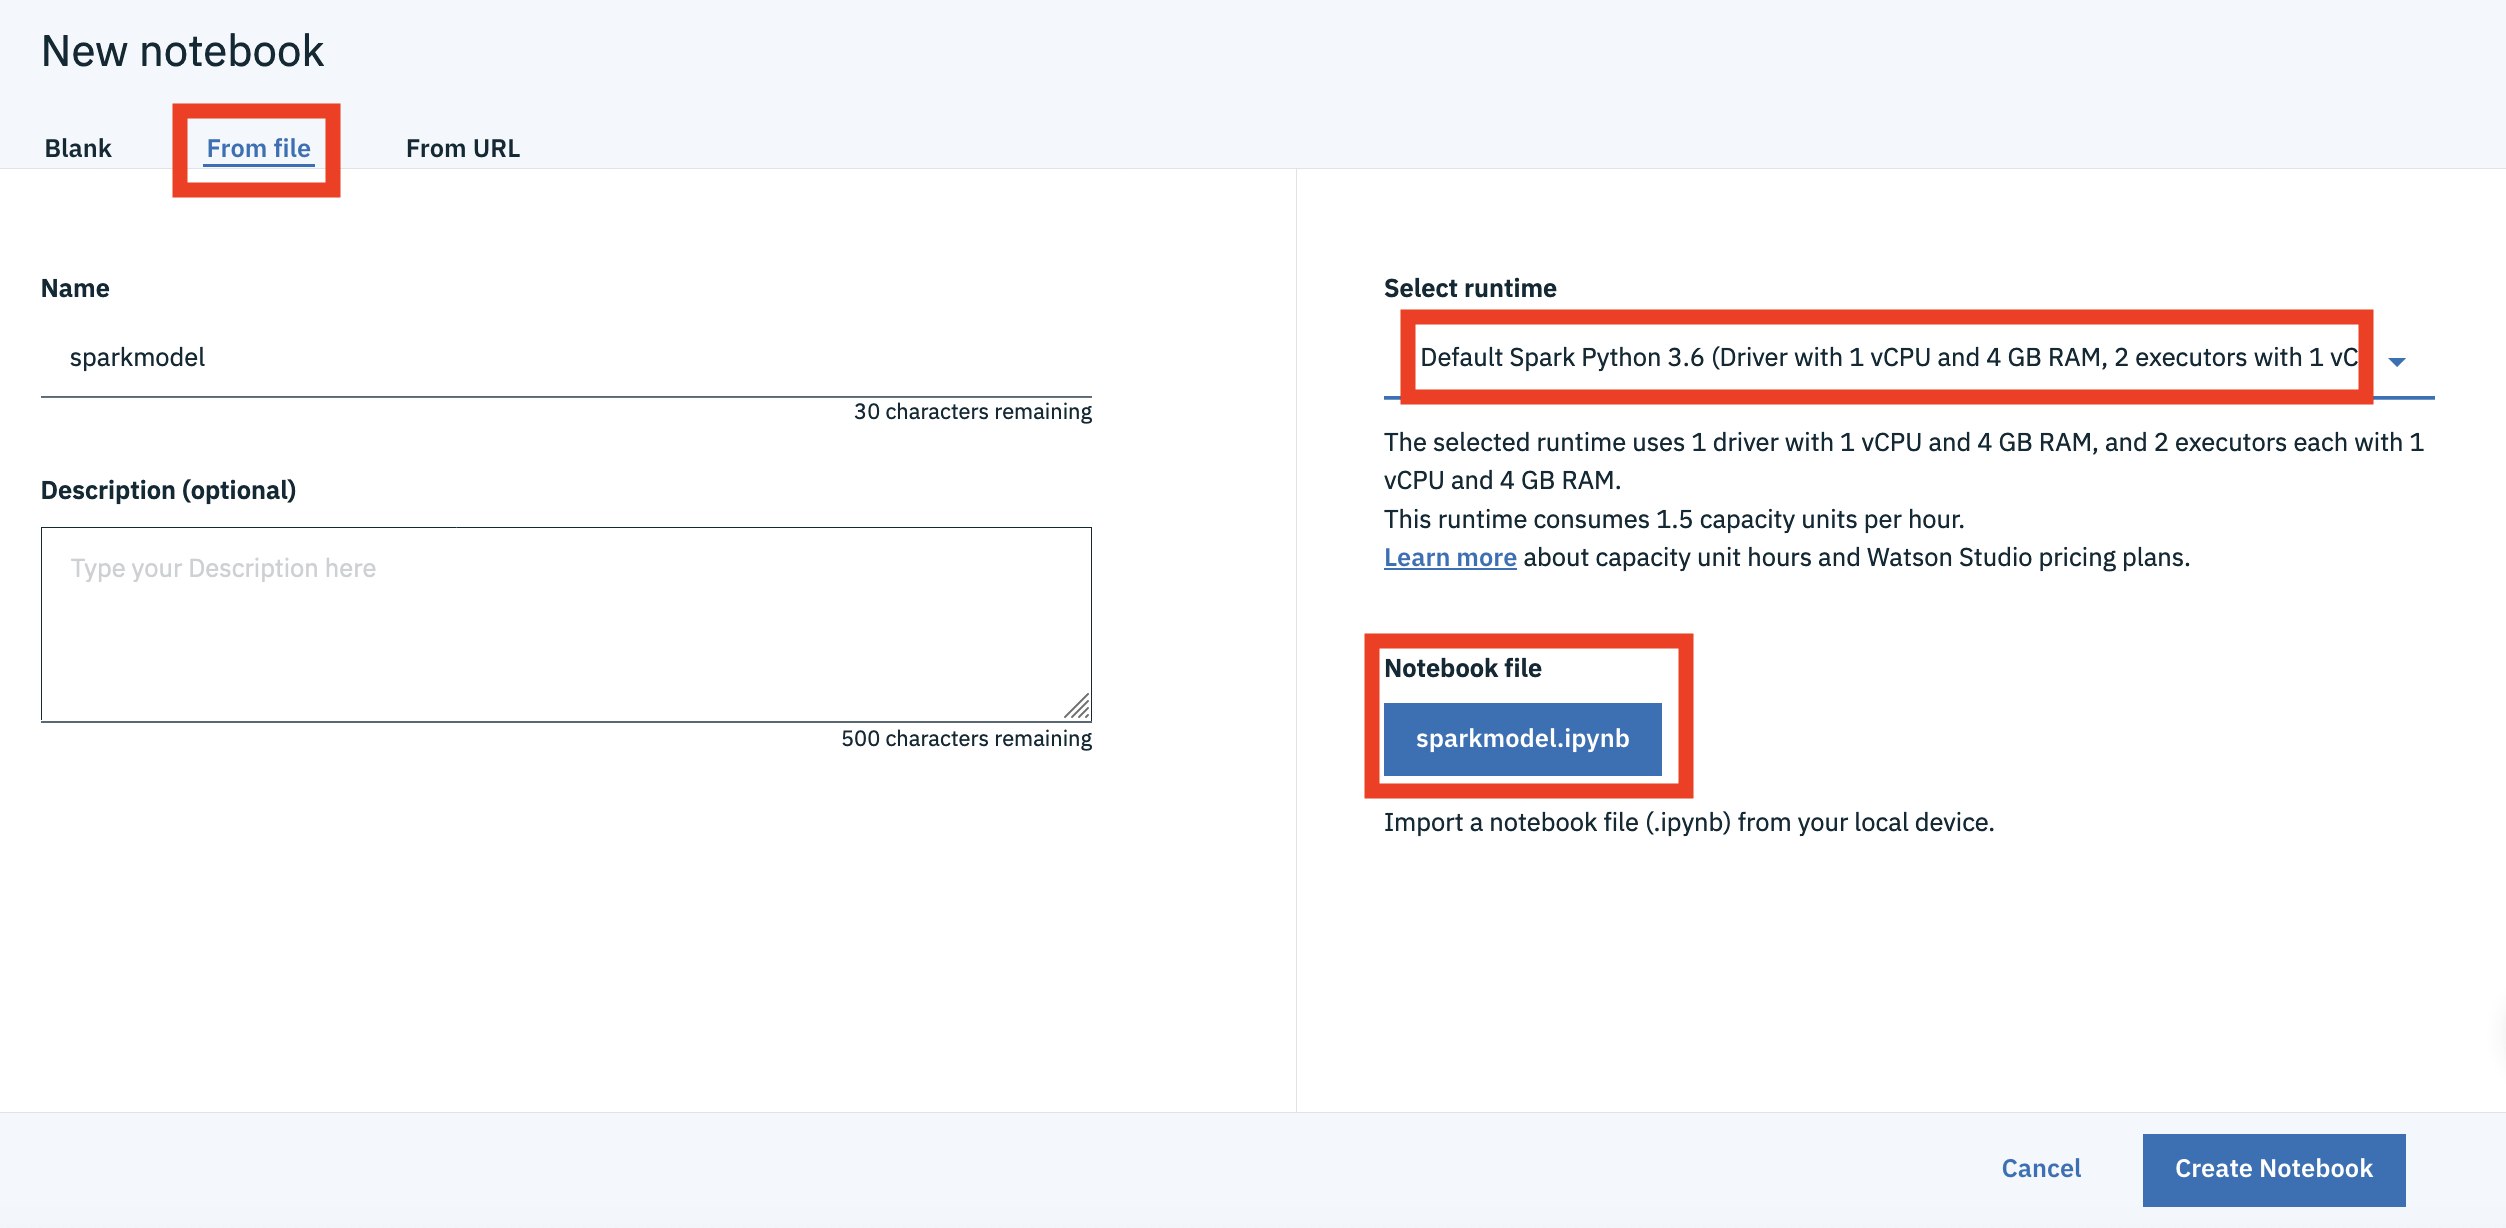 New notebook
Blank
From file
From URL
Name
sparkmodel
30 characters remaining
Description (optional)
Type your Description here
500 characters remaining
Select runtime
Default Spark Python 3.6 (Driver with 1 vCPU and 4 GB RAM, 2 executors with 1 vC
The selected runtime uses 1 driver with 1 vCPU and 4 GB RAM, and 2 executors each with 1
vCPU and 4 GB RAM.
This runtime consumes 1.5 capacity units per hour.
Learn more about capacity unit hours and Watson Studio pricing plans.
Notebook file
sparkmodel.ipynb
Import a notebook file (.ipynb) from your local device.
Cancel
Create Notebook